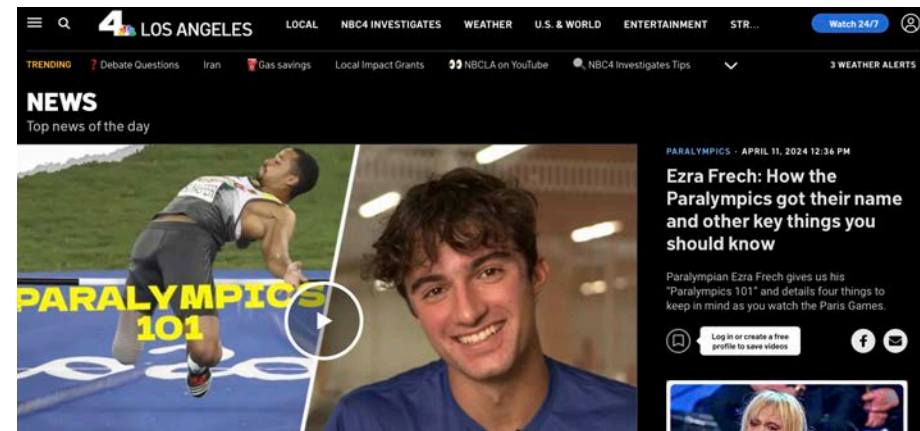 4 LOS ANGELES
LOCAL NBC4 INVESTIGATES WEATHER U.S. & WORLD ENTERTAINMENT STR... Watch 24/7
TRENDING ❓ Debate Questions Iran Gas savings Local Impact Grants 👀 NBCLA on YouTube 🔍 NBC4 Investigates Tips 3 WEATHER ALERTS
NEWS
Top news of the day
PARALYMPICS
101
PARALYMPICS · APRIL 11, 2024 12:36 PM
Ezra Frech: How the
Paralympics got their name
and other key things you
should know
Paralympian Ezra Frech gives us his
"Paralympics 101" and details four things to
keep in mind as you watch the Paris Games.
Log in or create a free
profile to save videos